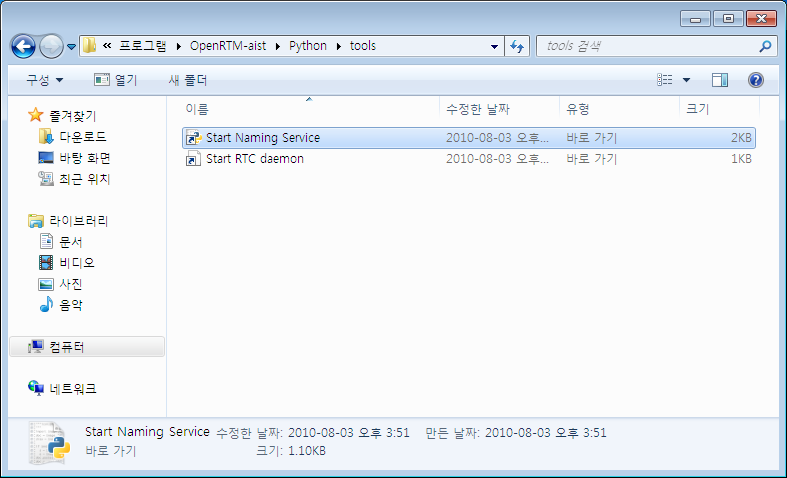 « 프로그램 OpenRTM-aist Python tools tools 검색
구성 열기 새 폴더
이름 수정한 날짜 유형 크기
즐겨찾기
다운로드
바탕 화면
최근 위치
라이브러리
문서
비디오
사진
음악
컴퓨터
네트워크
Start Naming Service 2010-08-03 오후... 바로 가기 2KB
Start RTC daemon 2010-08-03 오후... 바로 가기 1KB
Start Naming Service 수정한 날짜: 2010-08-03 오후 3:51 만든 날짜: 2010-08-03 오후 3:51
바로 가기 크기: 1.10KB